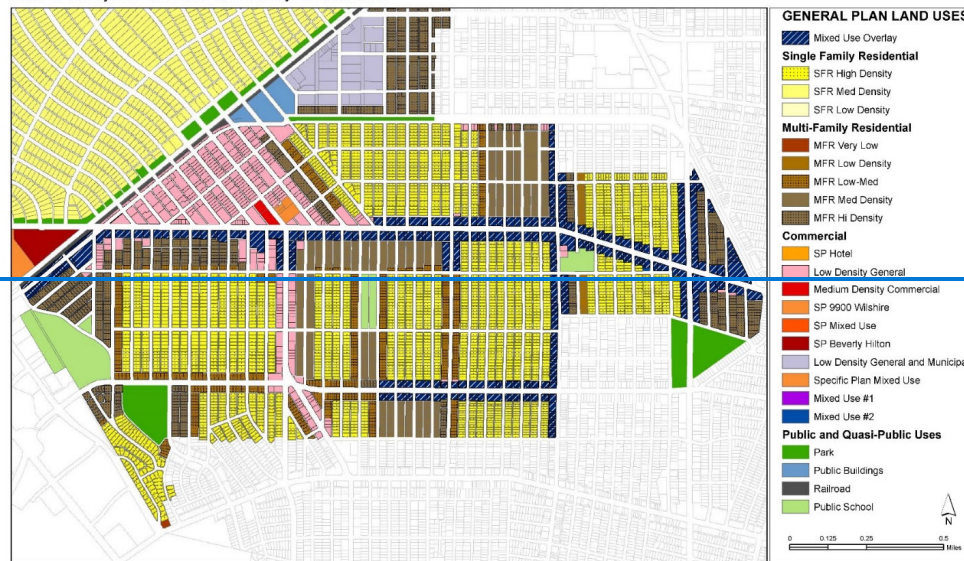 GENERAL PLAN LAND USES
Mixed Use Overlay
Single Family Residential
SFR High Density
SFR Med Density
SFR Low Density
Multi-Family Residential
MFR Very Low
MFR Low Density
MFR Low-Med
MFR Med Density
MFR Hi Density
Commercial
SP Hotel
Low Density General
Medium Density Commercial
SP 9900 Wilshire
SP Mixed Use
SP Beverly Hilton
Low Density General and Municipa
Specific Plan Mixed Use
Mixed Use #1
Mixed Use #2
Public and Quasi-Public Uses
Park
Public Buildings
Railroad
Public School
N
0 0.125 0.25 0.5
Miles